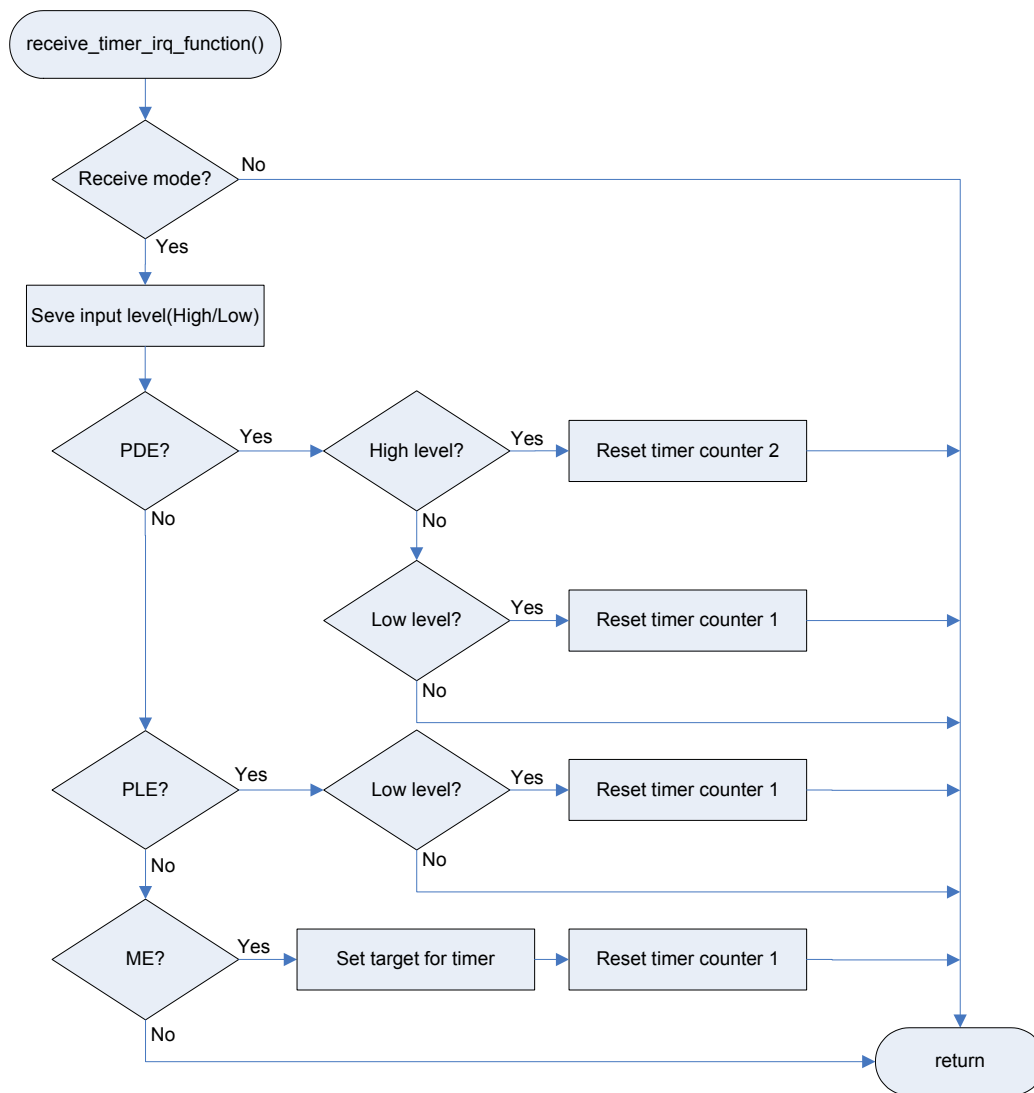 receive_timer_irq_function()
No
Receive mode?
Yes
Seve input level(High/Low)
PDE?
Yes
High level?
Yes
Reset timer counter 2
No
No
Low level?
Yes
Reset timer counter 1
No
PLE?
Yes
Low level?
Yes
Reset timer counter 1
No
No
ME?
Yes
Set target for timer
Reset timer counter 1
No
return